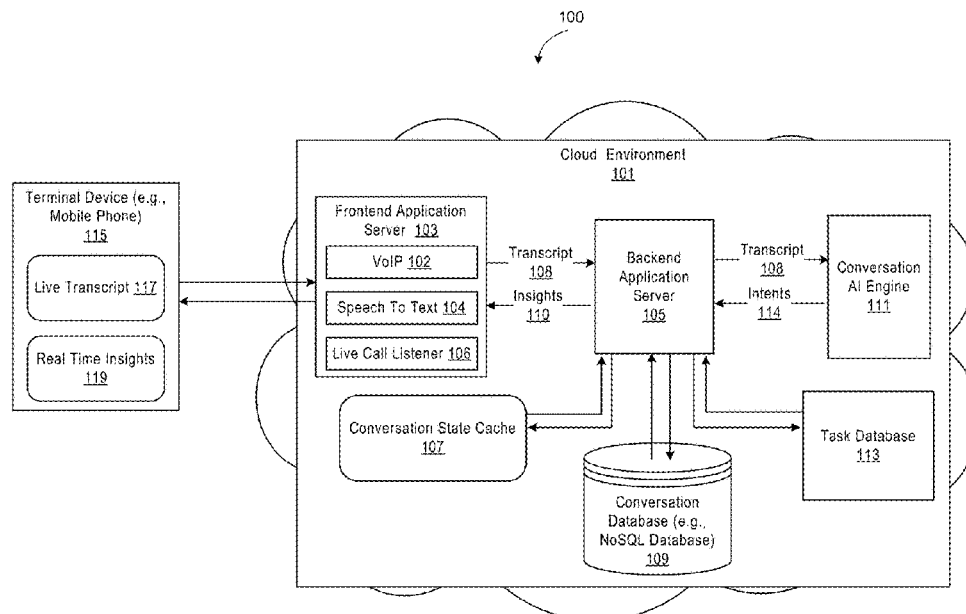 100
Cloud Environment
101
Terminal Device (e.g.,
Mobile Phone)
115
Live Transcript 117
Real Time Insights
119
Frontend Application
Server 103
VoIP 102
Speech To Text 104
Live Call Listener 106
Transcript
108
Insights
110
Backend
Application
Server
105
Transcript
108
Intents
114
Conversation
AI Engine
111
Conversation State Cache
107
Conversation
Database (e.g.,
NoSQL Database)
109
Task Database
113